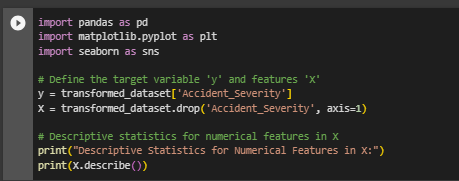 import pandas as pd
import matplotlib.pyplot as plt
import seaborn as sns
# Define the target variable 'y' and features 'X'
y = transformed_dataset['Accident_Severity']
X = transformed_dataset.drop('Accident_Severity', axis=1)
# Descriptive statistics for numerical features in X
print("Descriptive Statistics for Numerical Features in X:")
print(X.describe())